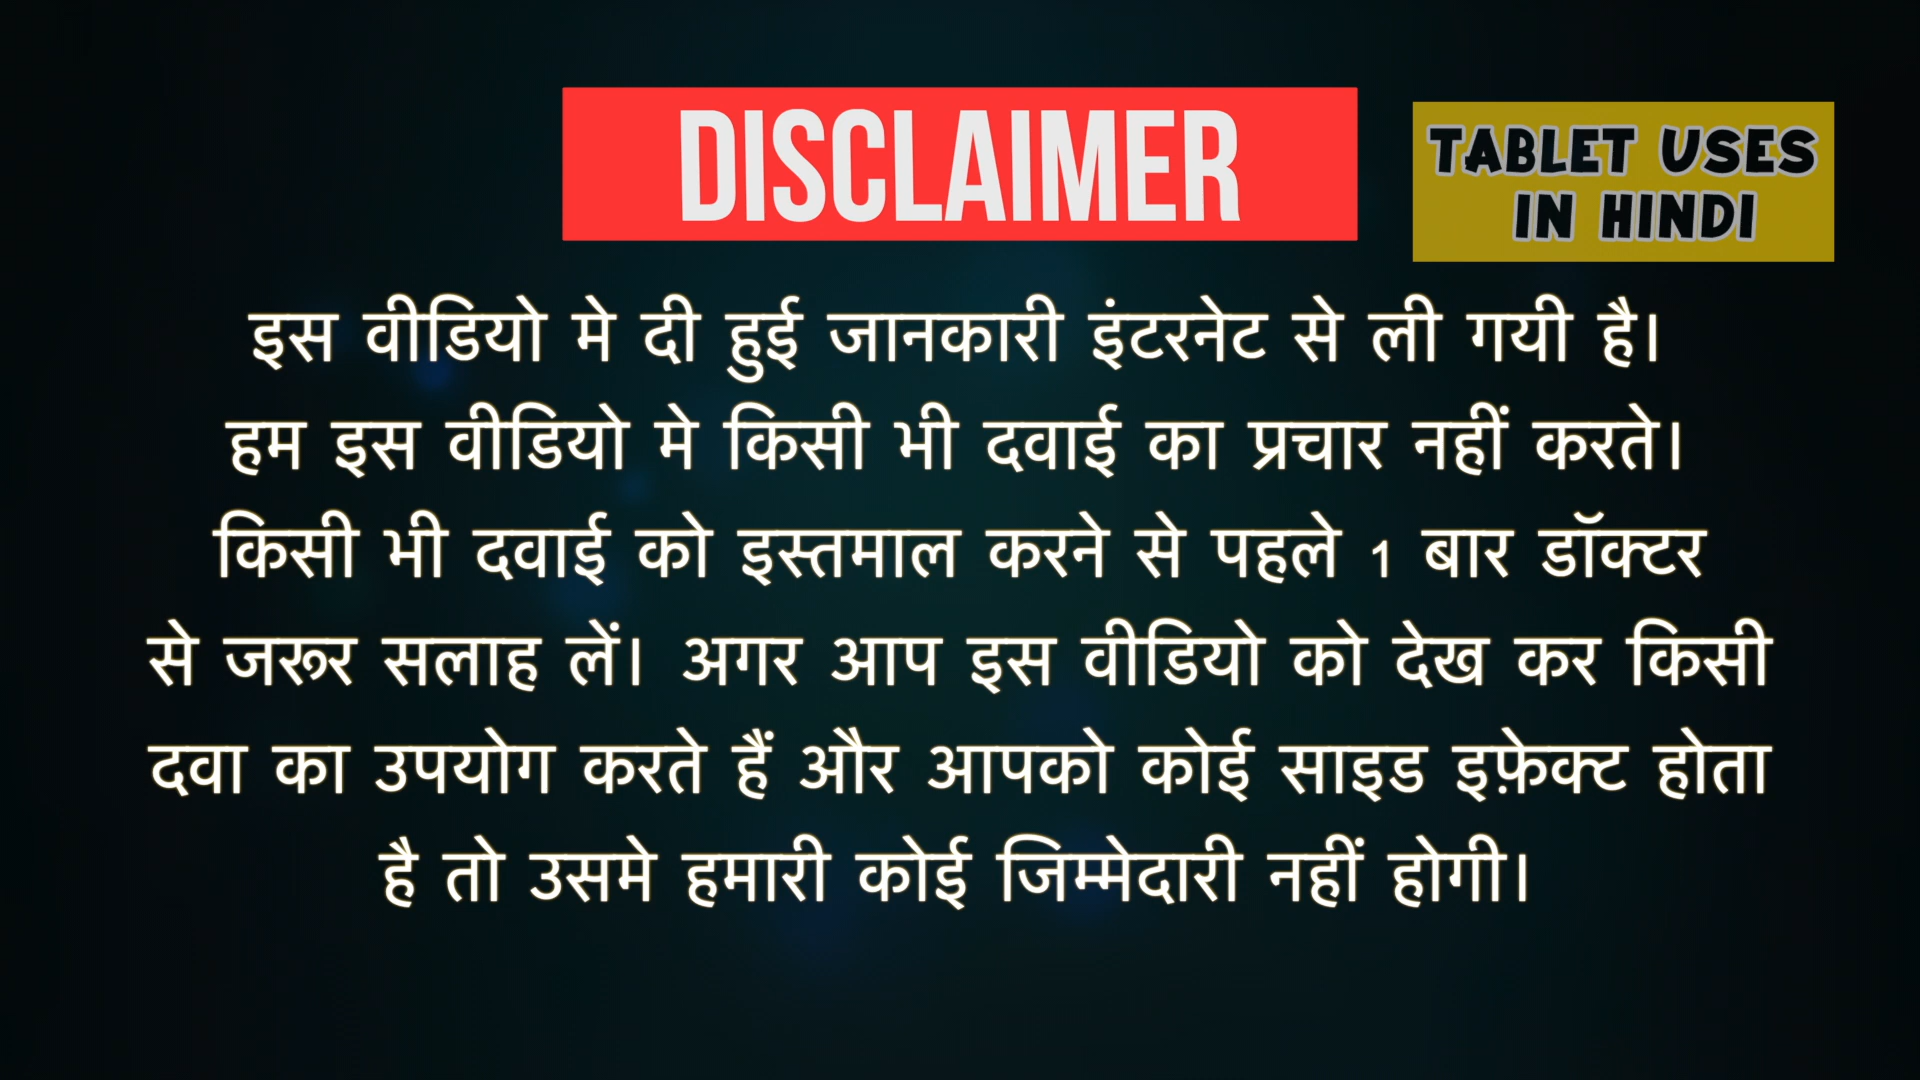 DISCLAIMER
TABLET USES
IN HINDI
इस वीडियो मे दी हुई जानकारी इंटरनेट से ली गयी है।
हम इस वीडियो मे किसी भी दवाई का प्रचार नहीं करते।
किसी भी दवाई को इस्तमाल करने से पहले 1 बार डॉक्टर
से जरूर सलाह लें। अगर आप इस वीडियो को देख कर किसी
दवा का उपयोग करते हैं और आपको कोई साइड इफ़ेक्ट होता
है तो उसमे हमारी कोई जिम्मेदारी नहीं होगी।